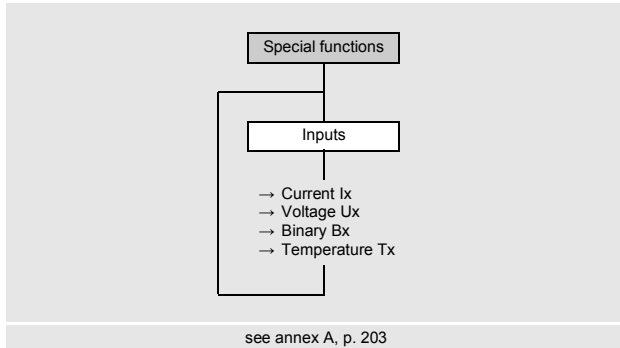 Special functions
Inputs
→ Current Ix
→ Voltage Ux
→ Binary Bx
→ Temperature Tx
see annex A, p. 203